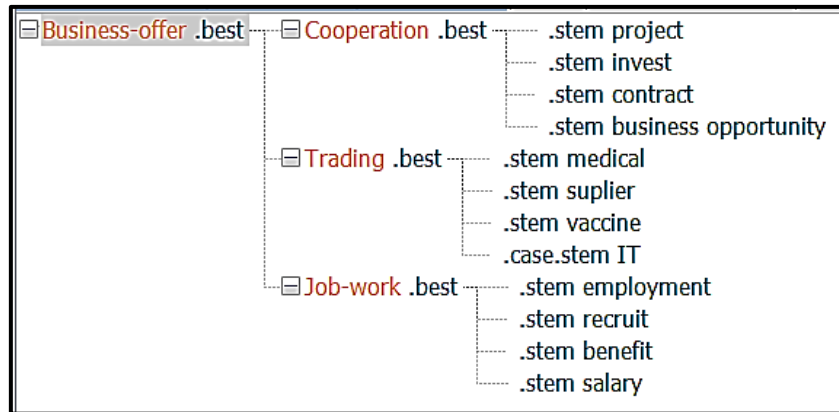 Business-offer .best Cooperation .best .stem project
.stem invest
.stem contract
.stem business opportunity
Trading .best .stem medical
.stem suplier
.stem vaccine
.case.stem IT
Job-work .best .stem employment
.stem recruit
.stem benefit
.stem salary